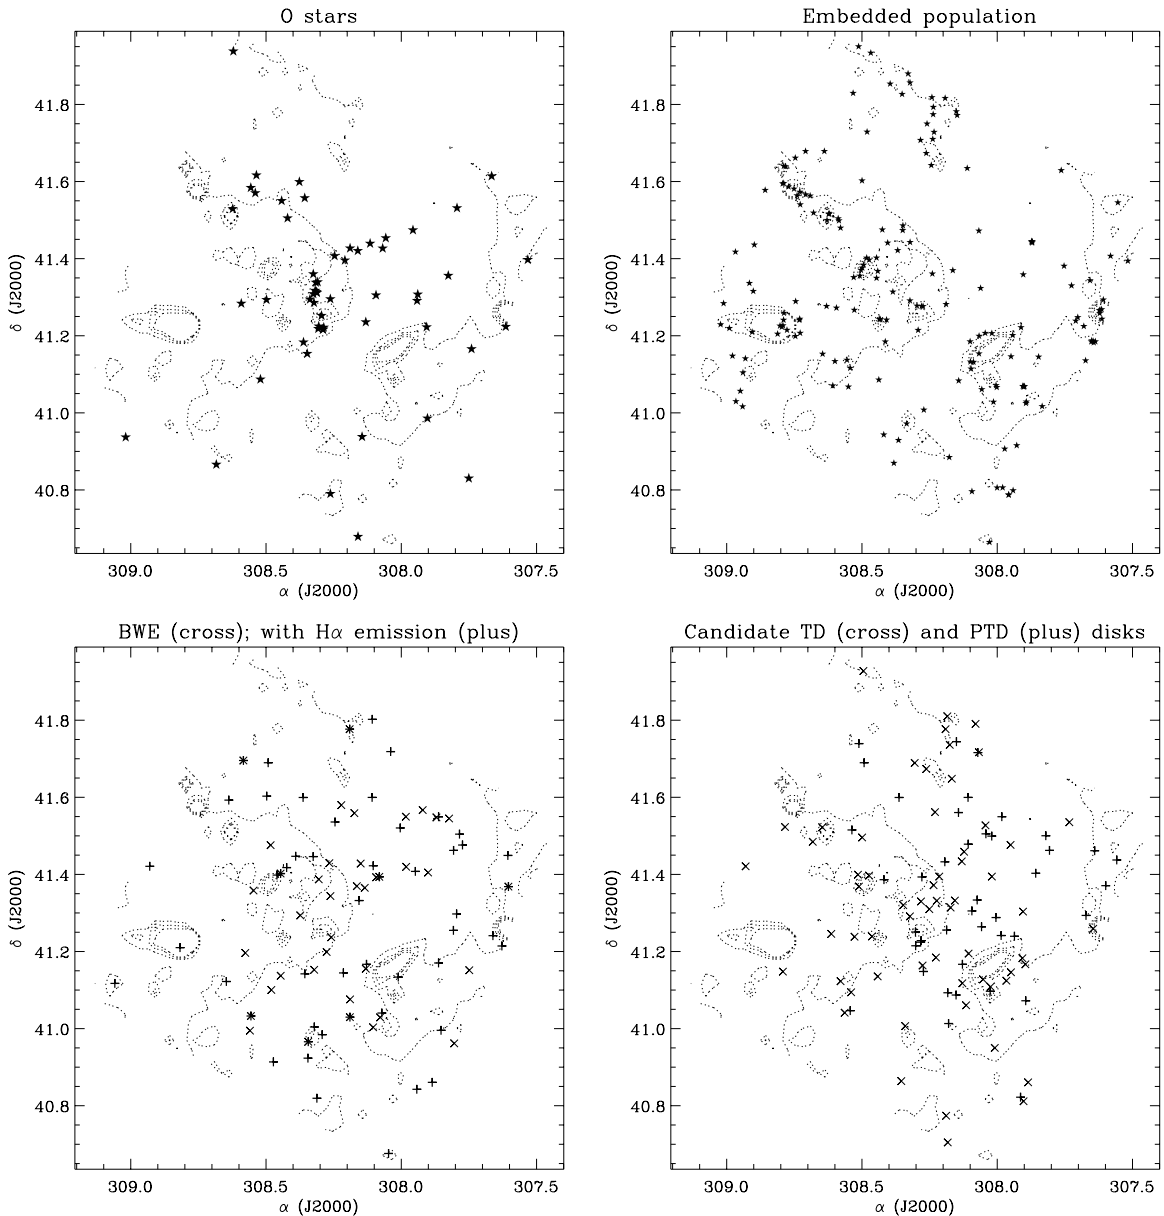 O stars
41.8
41.6
41.4
41.2
41.0
40.8
δ (J2000)
309.0 308.5 308.0 307.5
α (J2000)
Embedded population
41.8
41.6
41.4
41.2
41.0
40.8
δ (J2000)
309.0 308.5 308.0 307.5
α (J2000)
BWE (cross); with Hα emission (plus)
41.8
41.6
41.4
41.2
41.0
40.8
δ (J2000)
309.0 308.5 308.0 307.5
α (J2000)
Candidate TD (cross) and PTD (plus) disks
41.8
41.6
41.4
41.2
41.0
40.8
δ (J2000)
309.0 308.5 308.0 307.5
α (J2000)